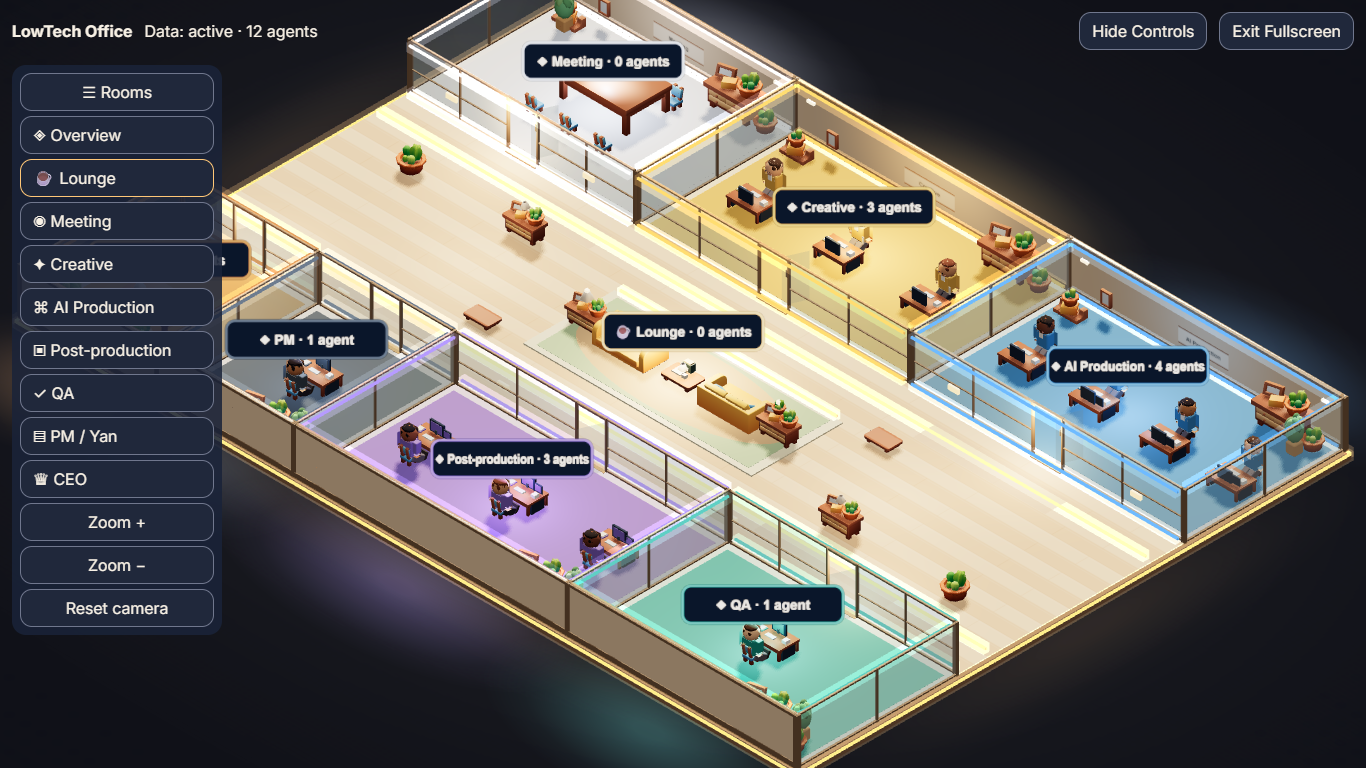 LowTech Office Data: active · 12 agents
Hide Controls
Exit Fullscreen
☰ Rooms
◈ Overview
Lounge
◉ Meeting
✦ Creative
⌘ AI Production
▣ Post-production
✓ QA
▤ PM / Yan
♛ CEO
Zoom +
Zoom −
Reset camera
◆ Meeting · 0 agents
◆ Creative · 3 agents
Lounge · 0 agents
◆ PM · 1 agent
◆ AI Production · 4 agents
◆ Post-production · 3 agents
◆ QA · 1 agent